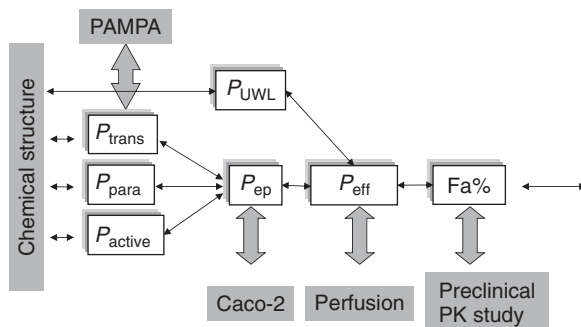 PAMPA
Chemical structure
P_UWL
P_trans
P_para
P_active
P_ep
P_eff
Fa%
Caco-2
Perfusion
Preclinical
PK study